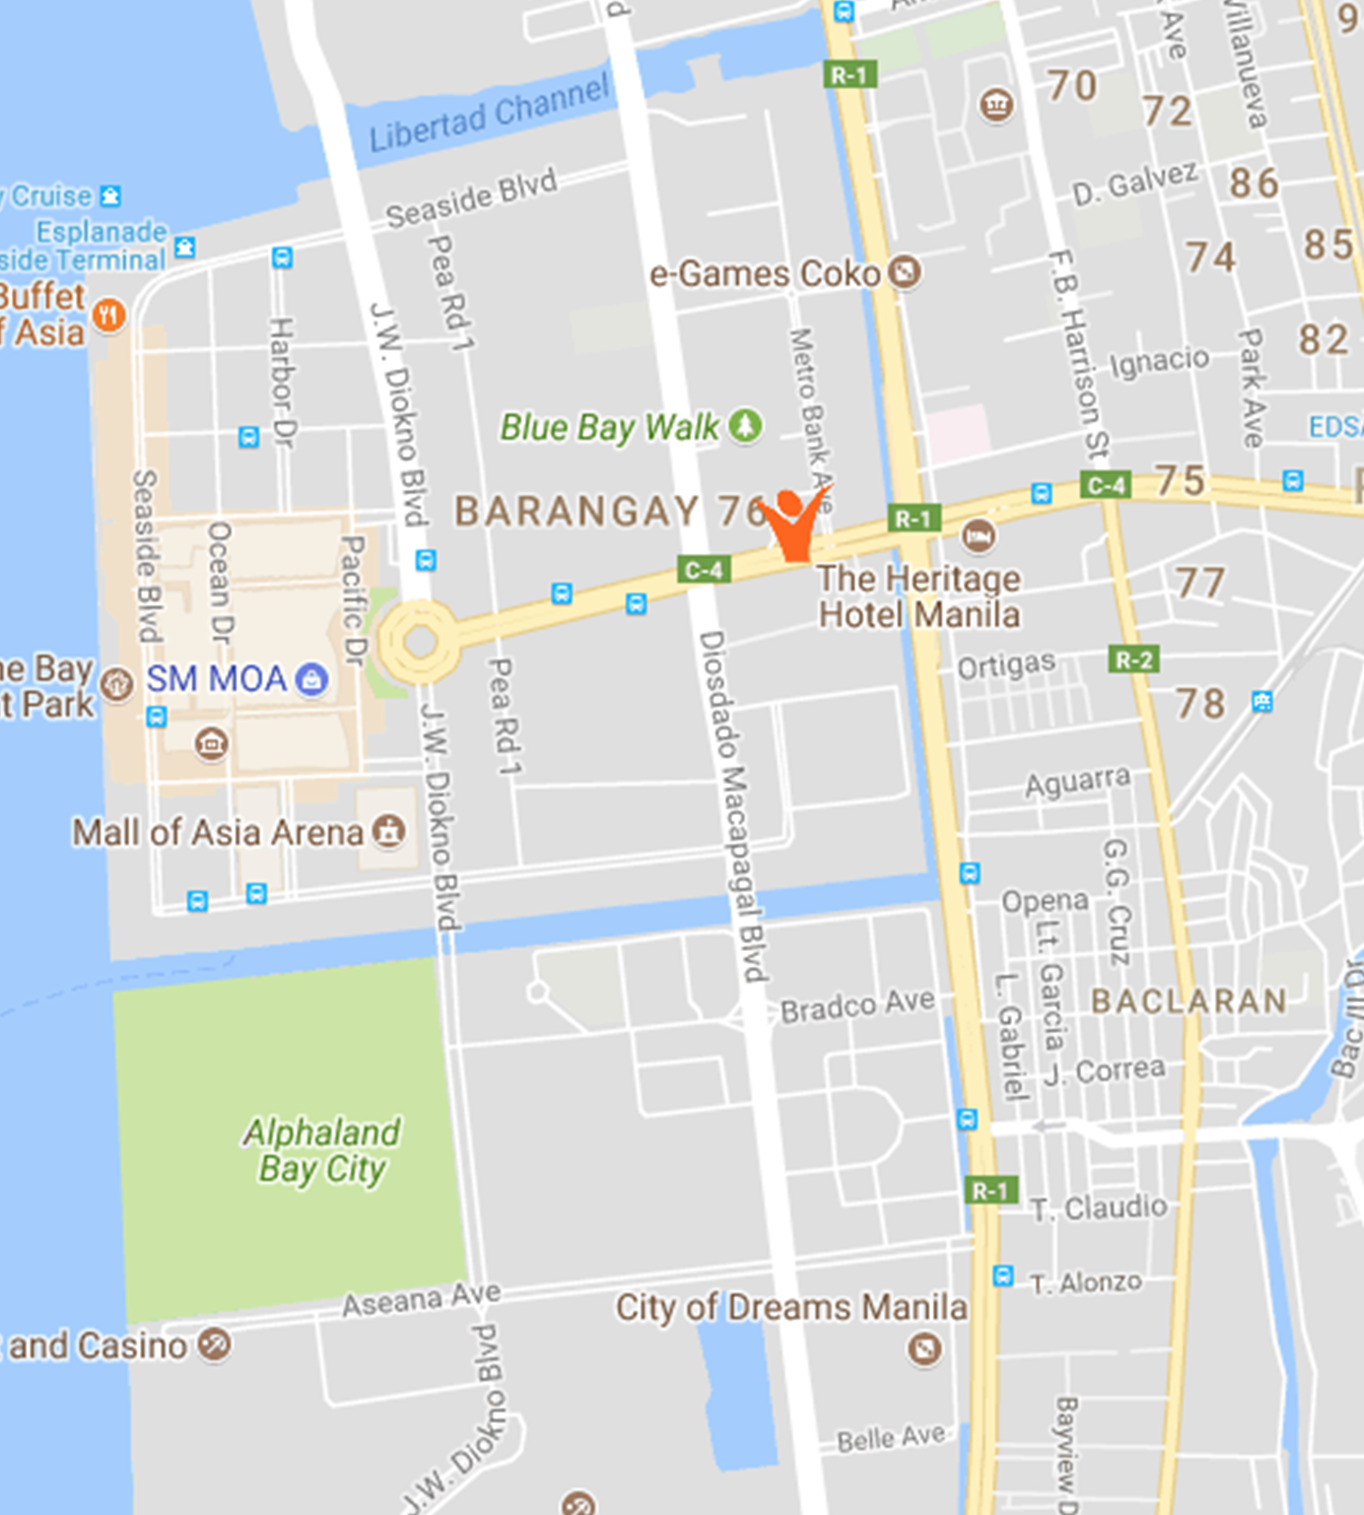 R-1
70
72
Ave
Villanueva
9
Libertad Channel
D. Galvez
86
Cruise
Esplanade
side Terminal
Seaside Blvd
Pea Rd 1
e-Games Coko
74
85
Buffet
f Asia
Harbor Dr
J.W. Diokno Blvd
Metro Bank Ave
F.B. Harrison St
Ignacio
Park Ave
82
Blue Bay Walk
EDSA
Seaside Blvd
Ocean Dr
Pacific Dr
BARANGAY 76
C-4
R-1
C-4
75
The Heritage
Hotel Manila
77
Ortigas
R-2
78
SM MOA
ne Bay
t Park
Pea Rd 1
J.W. Diokno Blvd
Diosdado Macapagal Blvd
Aguarra
Mall of Asia Arena
G.G. Cruz
Opena
Lt. Garcia
L. Gabriel
Bradco Ave
BACLARAN
J. Correa
Alphaland
Bay City
R-1
T. Claudio
T. Alonzo
Aseana Ave
City of Dreams Manila
and Casino
J.W. Diokno Blvd
Belle Ave
Bayview D